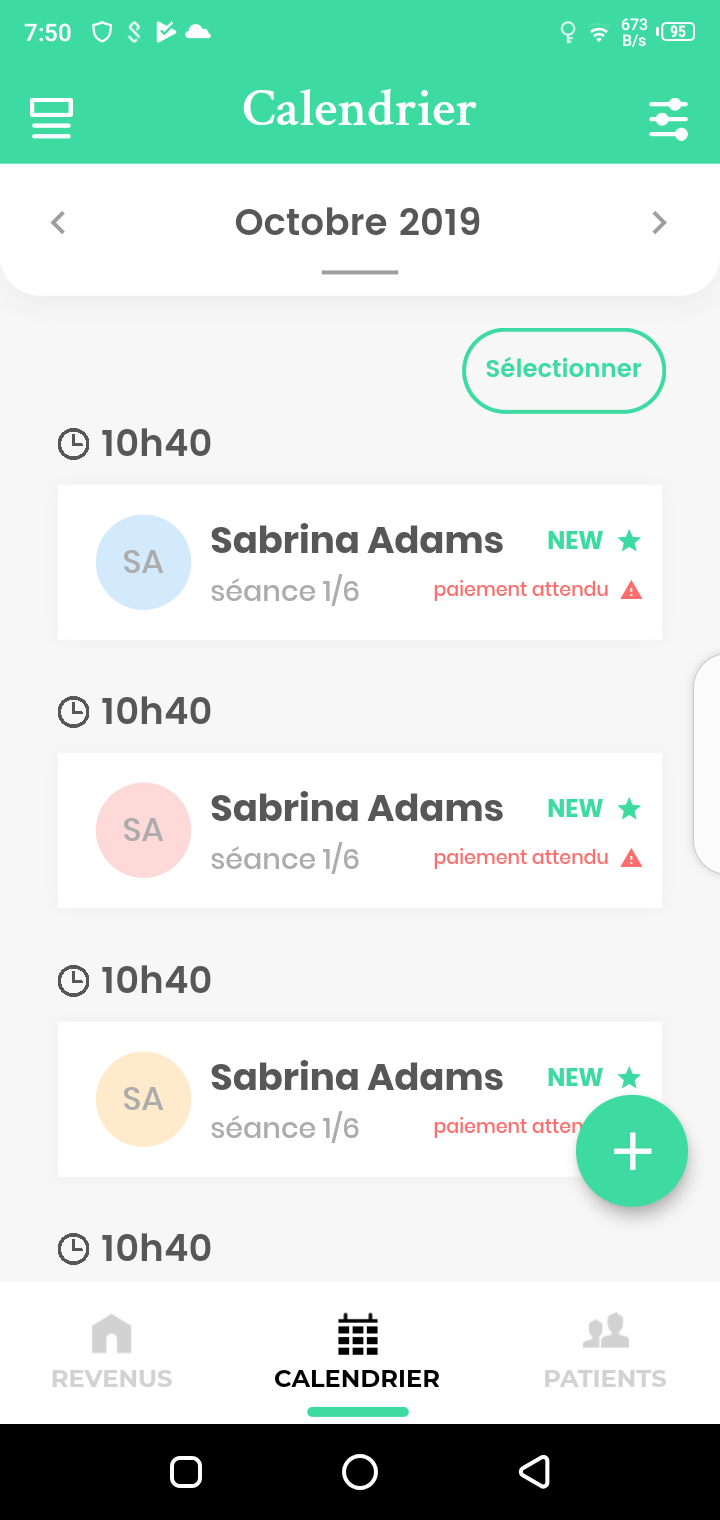 7:50 673 B/s 95
Calendrier
Octobre 2019
Sélectionner
10h40
SA Sabrina Adams NEW
séance 1/6 paiement attendu
10h40
SA Sabrina Adams NEW
séance 1/6 paiement attendu
10h40
SA Sabrina Adams NEW
séance 1/6 paiement atten
10h40
REVENUS CALENDRIER PATIENTS